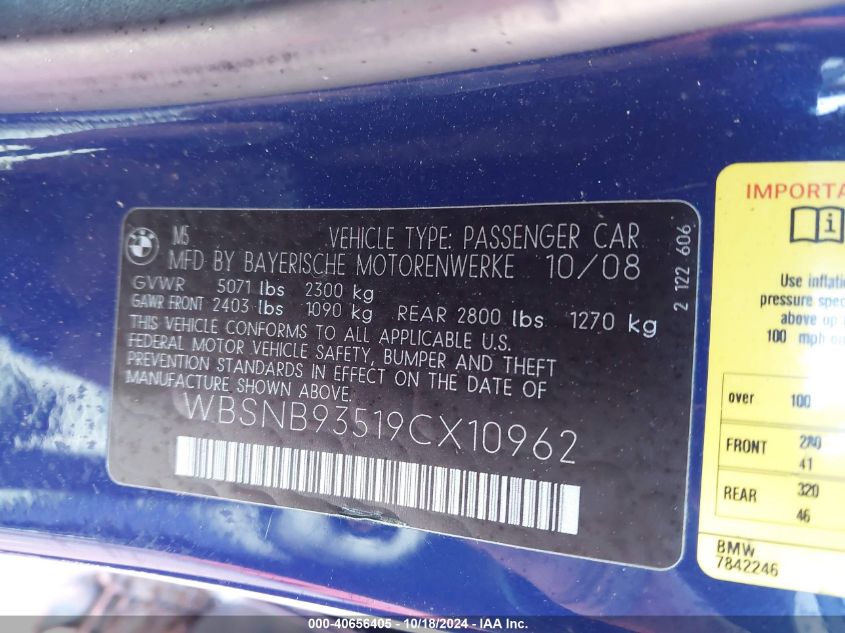 M5 VEHICLE TYPE: PASSENGER CAR
MFD BY BAYERISCHE MOTORENWERKE 10/08
GVWR 5071 lbs 2300 kg
GAWR FRONT 2403 lbs 1090 kg REAR 2800 lbs 1270 kg
THIS VEHICLE CONFORMS TO ALL APPLICABLE U.S.
FEDERAL MOTOR VEHICLE SAFETY, BUMPER AND THEFT
PREVENTION STANDARDS IN EFFECT ON THE DATE OF
MANUFACTURE SHOWN ABOVE.
WBSNB93519CX10962
2 122 606
IMPORTA
Use inflati
pressure spec
above up
100 mph o
over 100
FRONT 280
41
REAR 320
46
BMW
7842246
000-40656405 - 10/18/2024 - © IAA, LLC